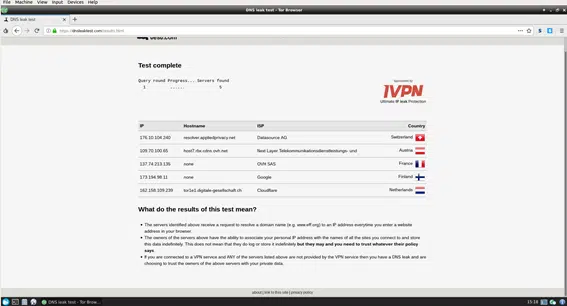 File Machine View Input Devices Help
DNS leak test - Tor Browser
DNS leak test
https://dnsleaktest.com/results.html
Test complete
Query round Progress... Servers found
1 ...... 5
Sponsored by
IVPN
Ultimate IP leak Protection
IP Hostname ISP Country
176.10.104.240 resolver.appliedprivacy.net Datasource AG Switzerland
109.70.100.65 Next Layer Telekommunikationsdienstleistungs- und Austria
137.74.213.135 none OVH SAS France
173.194.98.11 none Google Finland
162.158.109.239 tor1e1.digitale-gesellschaft.ch Cloudflare Netherlands
What do the results of this test mean?
The servers identified above receive a request to resolve a domain name (e.g. www.eff.org) to an IP address everytime you enter a website
address in your browser.
The owners of the servers above have the ability to associate your personal IP address with the names of all the sites you connect to and store
this data indefinitely. This does not mean that they do log or store it indefinitely but they may and you need to trust whatever their policy
says.
If you are connected to a VPN service and ANY of the servers listed above are not provided by the VPN service then you have a DNS leak and are
choosing to trust the owners of the above servers with your private data.
about | link to this site | privacy policy
DNS leak test - Tor Brow...
15:18